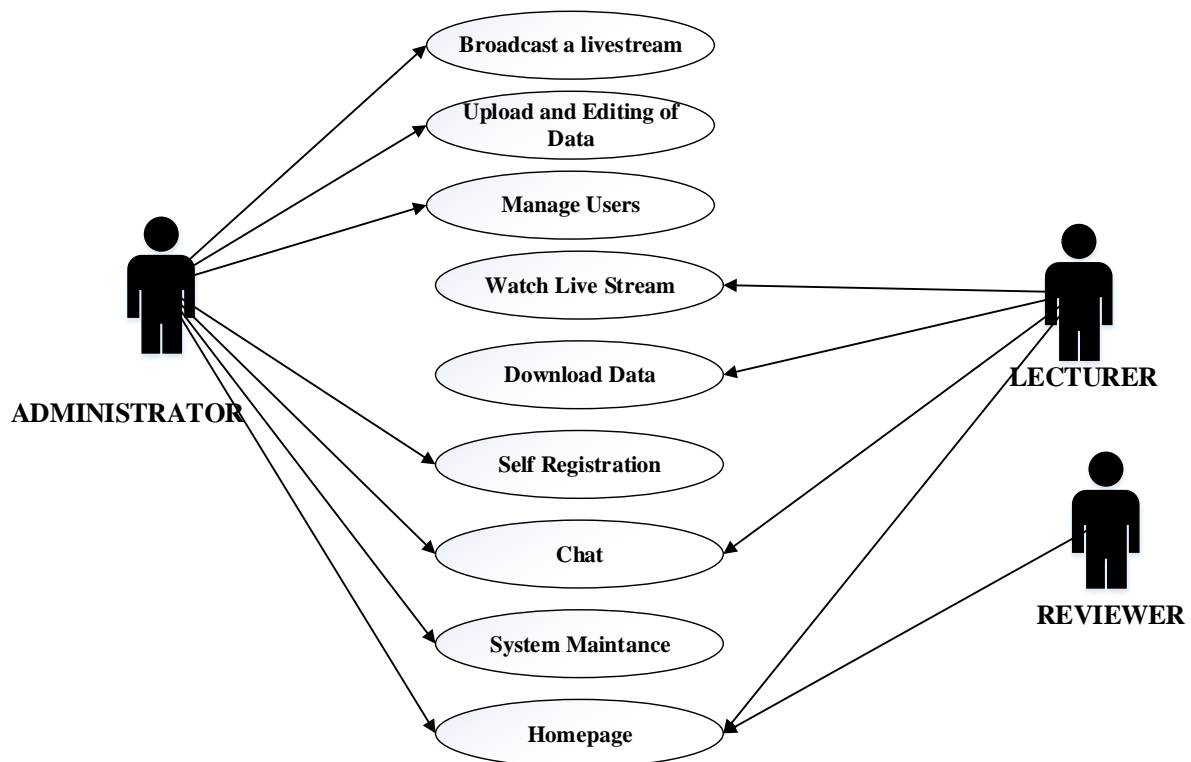 Broadcast a livestream
Upload and Editing of
Data
Manage Users
Watch Live Stream
Download Data
LECTURER
ADMINISTRATOR
Self Registration
Chat
REVIEWER
System Maintance
Homepage